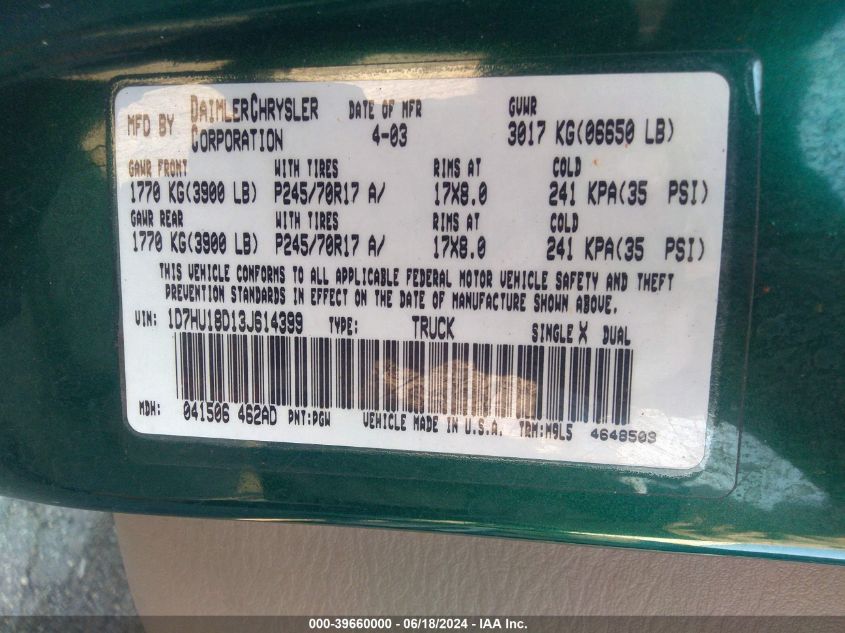 MFD BY DAIMLERCHRYSLER CORPORATION DATE OF MFR 4-03 GVWR 3017 KG(06650 LB)
GAWR FRONT WITH TIRES RIMS AT COLD
1770 KG(3900 LB) P245/70R17 A/ 17X8.0 241 KPA(35 PSI)
GAWR REAR WITH TIRES RIMS AT COLD
1770 KG(3900 LB) P245/70R17 A/ 17X8.0 241 KPA(35 PSI)
THIS VEHICLE CONFORMS TO ALL APPLICABLE FEDERAL MOTOR VEHICLE SAFETY AND THEFT
PREVENTION STANDARDS IN EFFECT ON THE DATE OF MANUFACTURE SHOWN ABOVE.
VIN: 1D7HU18D13J614399 TYPE: TRUCK SINGLE X DUAL
MDH: 041506 462AD PNT:PGW VEHICLE MADE IN U.S.A. TRM:M9L5 4648503
000-39660000 - 06/18/2024 - IAA Inc.